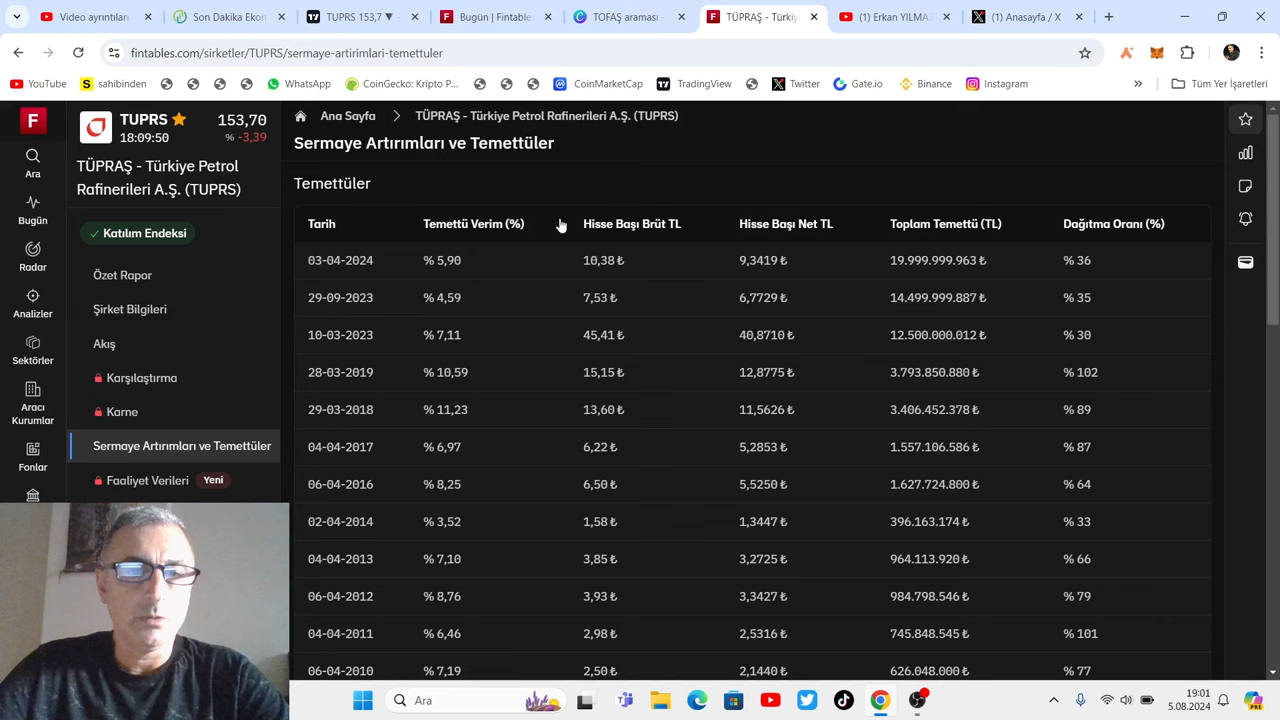 Video ayrıntıları
Son Dakika Ekon
TUPRS 153,7 ▼
Bugün | Fintables
TOFAŞ araması -
TÜPRAŞ - Türkiy
(1) Erkan YILMAZ
(1) Anasayfa / X
fintables.com/sirketler/TUPRS/sermaye-artirimlari-temettuler
YouTube
sahibinden
WhatsApp
CoinGecko: Kripto P...
CoinMarketCap
TradingView
Twitter
Gate.io
Binance
Instagram
Tüm Yer İşaretleri
TUPRS 153,70
18:09:50 % -3,39
TÜPRAŞ - Türkiye Petrol
Rafinerileri A.Ş. (TUPRS)
Katılım Endeksi
Özet Rapor
Şirket Bilgileri
Akış
Karşılaştırma
Karne
Sermaye Artırımları ve Temettüler
Faaliyet Verileri Yeni
Ara
Bugün
Radar
Analizler
Sektörler
Aracı
Kurumlar
Fonlar
Ana Sayfa > TÜPRAŞ - Türkiye Petrol Rafinerileri A.Ş. (TUPRS)
Sermaye Artırımları ve Temettüler
Temettüler
Tarih Temettü Verim (%) Hisse Başı Brüt TL Hisse Başı Net TL Toplam Temettü (TL) Dağıtma Oranı (%)
03-04-2024 % 5,90 10,38 ₺ 9,3419 ₺ 19.999.999.963 ₺ % 36
29-09-2023 % 4,59 7,53 ₺ 6,7729 ₺ 14.499.999.887 ₺ % 35
10-03-2023 % 7,11 45,41 ₺ 40,8710 ₺ 12.500.000.012 ₺ % 30
28-03-2019 % 10,59 15,15 ₺ 12,8775 ₺ 3.793.850.880 ₺ % 102
29-03-2018 % 11,23 13,60 ₺ 11,5626 ₺ 3.406.452.378 ₺ % 89
04-04-2017 % 6,97 6,22 ₺ 5,2853 ₺ 1.557.106.586 ₺ % 87
06-04-2016 % 8,25 6,50 ₺ 5,5250 ₺ 1.627.724.800 ₺ % 64
02-04-2014 % 3,52 1,58 ₺ 1,3447 ₺ 396.163.174 ₺ % 33
04-04-2013 % 7,10 3,85 ₺ 3,2725 ₺ 964.113.920 ₺ % 66
06-04-2012 % 8,76 3,93 ₺ 3,3427 ₺ 984.798.546 ₺ % 79
04-04-2011 % 6,46 2,98 ₺ 2,5316 ₺ 745.848.545 ₺ % 101
06-04-2010 % 7,19 2,50 ₺ 2,1440 ₺ 626.048.000 ₺ % 77
Ara
19:01
5.08.2024